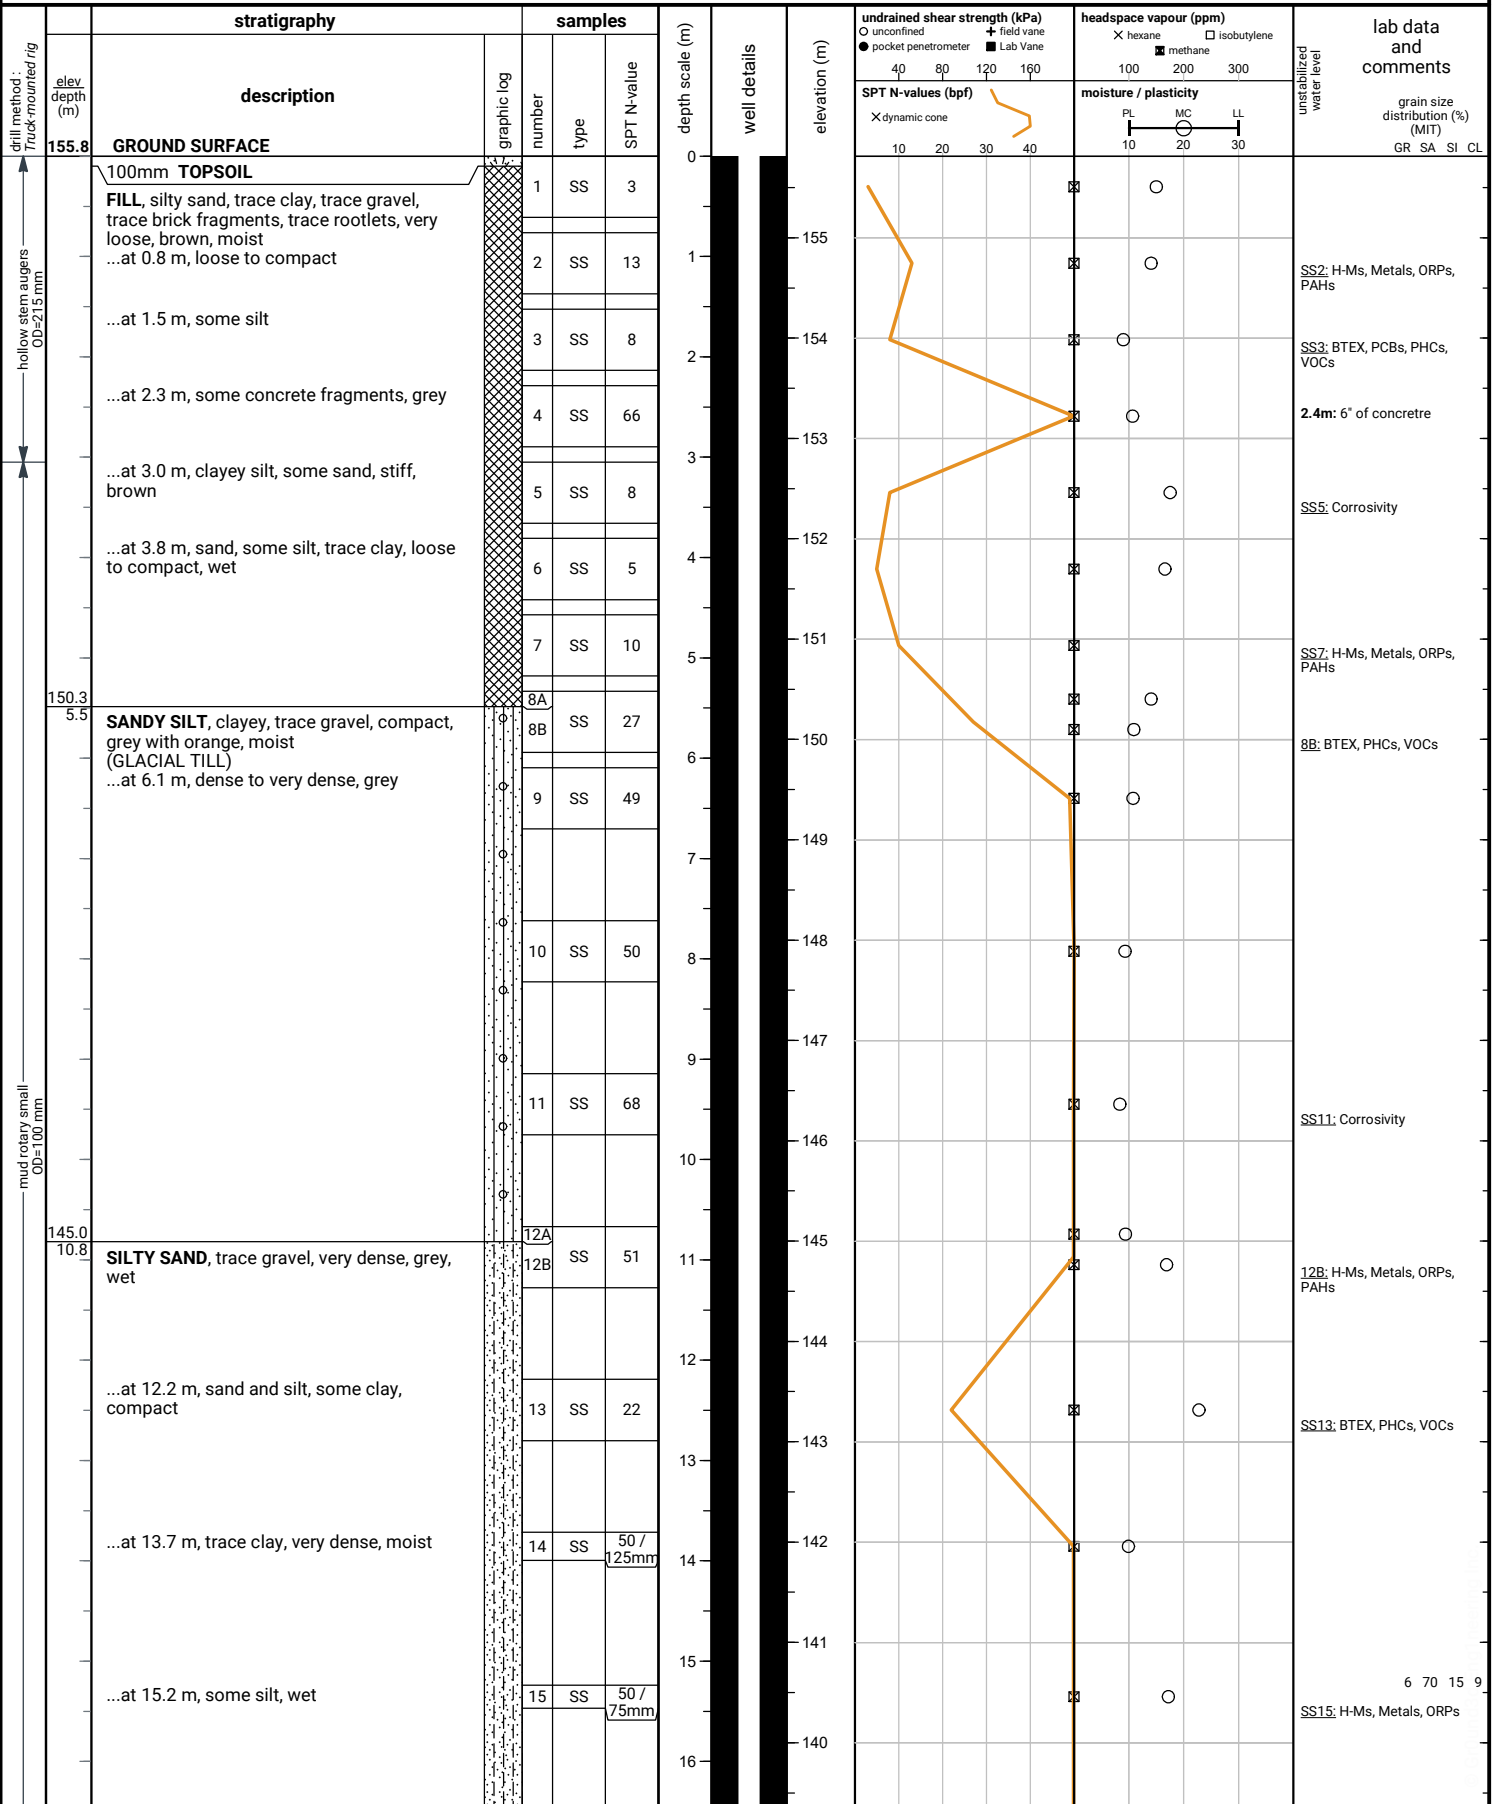 stratigraphy
samples
drill method :
Truck-mounted rig
elev
depth
(m)
description
graphic log
number
type
SPT N-value
depth scale (m)
well details
elevation (m)
undrained shear strength (kPa)
unconfined
field vane
pocket penetrometer
Lab Vane
40 80 120 160
SPT N-values (bpf)
dynamic cone
10 20 30 40
headspace vapour (ppm)
hexane
isobutylene
methane
100 200 300
moisture / plasticity
PL MC LL
10 20 30
unstabilized
water level
lab data
and
comments
grain size
distribution (%)
(MIT)
GR SA SI CL
155.8 GROUND SURFACE
hollow stem augers
OD=215 mm
mud rotary small
OD=100 mm
100mm TOPSOIL
FILL, silty sand, trace clay, trace gravel,
trace brick fragments, trace rootlets, very
loose, brown, moist
...at 0.8 m, loose to compact
...at 1.5 m, some silt
...at 2.3 m, some concrete fragments, grey
...at 3.0 m, clayey silt, some sand, stiff,
brown
...at 3.8 m, sand, some silt, trace clay, loose
to compact, wet
150.3
5.5
SANDY SILT, clayey, trace gravel, compact,
grey with orange, moist
(GLACIAL TILL)
...at 6.1 m, dense to very dense, grey
145.0
10.8
SILTY SAND, trace gravel, very dense, grey,
wet
...at 12.2 m, sand and silt, some clay,
compact
...at 13.7 m, trace clay, very dense, moist
...at 15.2 m, some silt, wet
1 SS 3
2 SS 13
3 SS 8
4 SS 66
5 SS 8
6 SS 5
7 SS 10
8A
8B SS 27
9 SS 49
10 SS 50
11 SS 68
12A
12B SS 51
13 SS 22
14 SS 50 /
125mm
15 SS 50 /
75mm
0
1
2
3
4
5
6
7
8
9
10
11
12
13
14
15
16
155
154
153
152
151
150
149
148
147
146
145
144
143
142
141
140
SS2: H-Ms, Metals, ORPs,
PAHs
SS3: BTEX, PCBs, PHCs,
VOCs
2.4m: 6" of concretre
SS5: Corrosivity
SS7: H-Ms, Metals, ORPs,
PAHs
8B: BTEX, PHCs, VOCs
SS11: Corrosivity
12B: H-Ms, Metals, ORPs,
PAHs
SS13: BTEX, PHCs, VOCs
6 70 15 9
SS15: H-Ms, Metals, ORPs